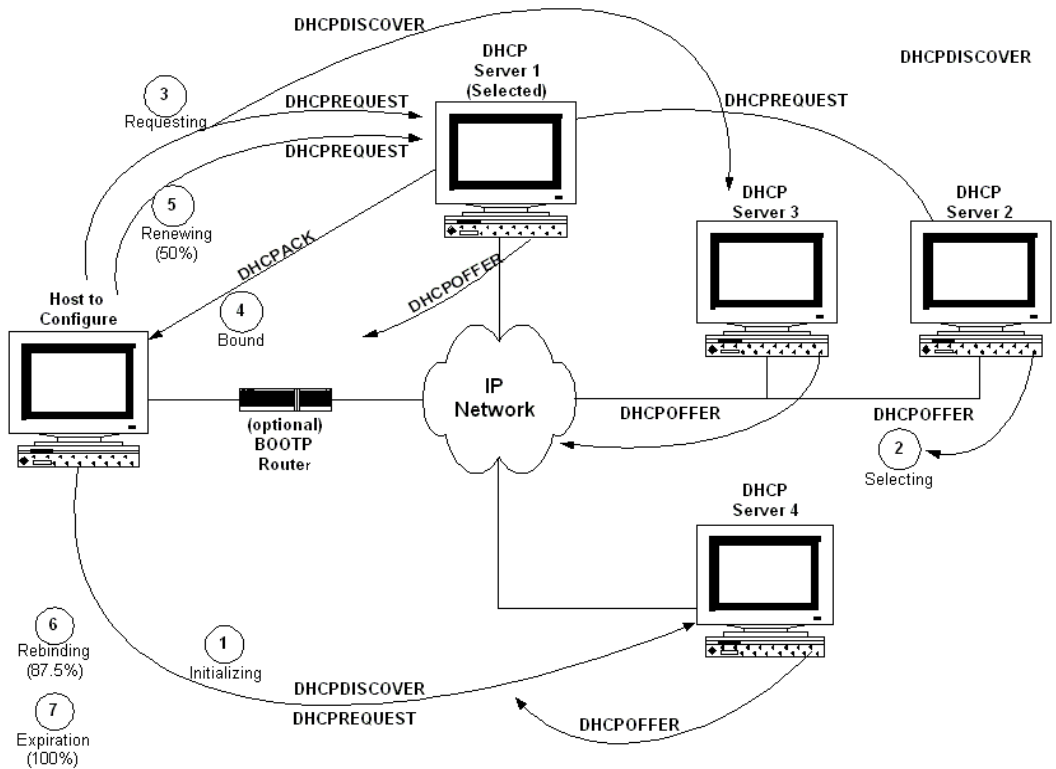 DHCPDISCOVER
DHCP
Server 1
(Selected)
DHCPDISCOVER
3
Requesting
DHCPREQUEST
DHCPREQUEST
DHCPREQUEST
5
Renewing
(50%)
DHCP
Server 3
DHCP
Server 2
DHCPACK
DHCPOFFER
4
Bound
Host to
Configure
IP
Network
(optional)
BOOTP
Router
DHCPOFFER
DHCPOFFER
2
Selecting
DHCP
Server 4
6
Rebinding
(87.5%)
1
Initializing
DHCPDISCOVER
DHCPREQUEST
DHCPOFFER
7
Expiration
(100%)